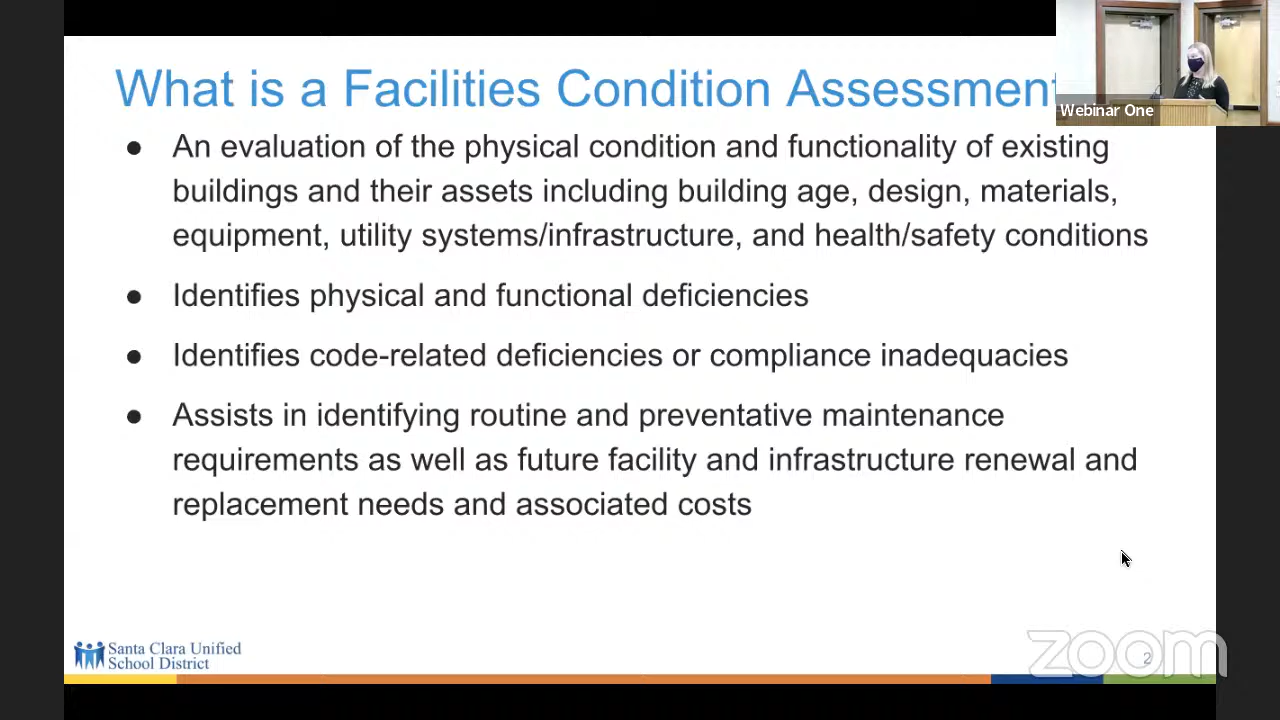 What is a Facilities Condition Assessment
Webinar One
● An evaluation of the physical condition and functionality of existing
buildings and their assets including building age, design, materials,
equipment, utility systems/infrastructure, and health/safety conditions
● Identifies physical and functional deficiencies
● Identifies code-related deficiencies or compliance inadequacies
● Assists in identifying routine and preventative maintenance
requirements as well as future facility and infrastructure renewal and
replacement needs and associated costs
Santa Clara Unified
School District
zoom
2